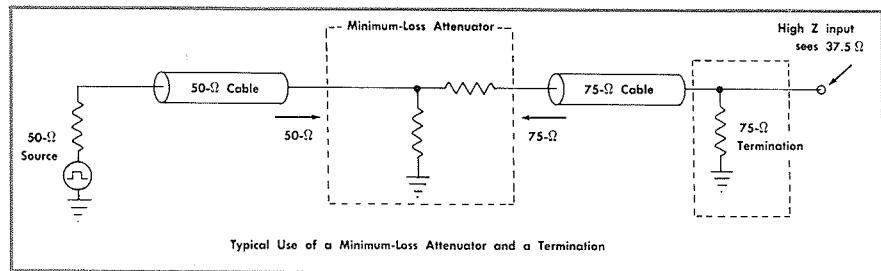 Minimum-Loss Attenuator
High Z input
sees 37.5 Ω
50-Ω Cable
75-Ω Cable
50-Ω
Source
50-Ω
75-Ω
75-Ω
Termination
Typical Use of a Minimum-Loss Attenuator and a Termination